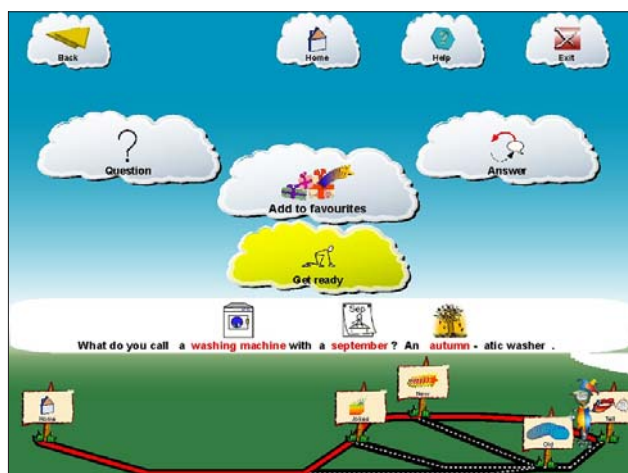 Back
Home
Help
Exit
Question
Answer
Add to favourites
Get ready
Sep
What do you call a washing machine with a september ? An autumn - atic washer .
New
Home
Jokes
Tell
Old